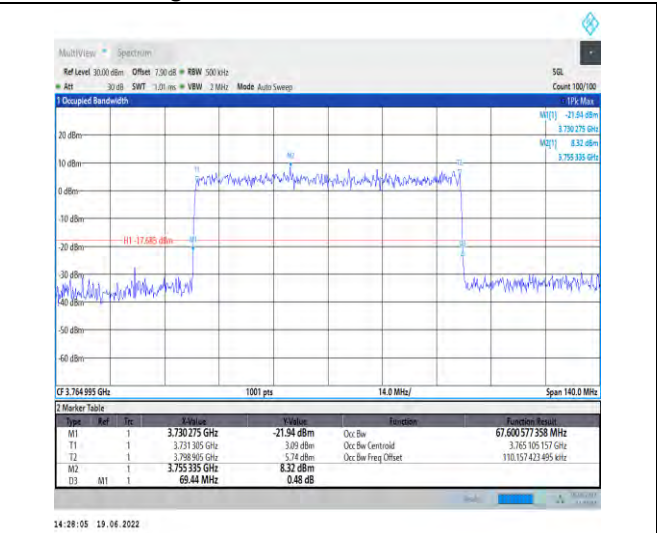 MultiView Spectrum
Ref Level 30.00 dBm Offset 7.90 dB RBW 500 kHz SGL
Att 30 dB SWT 1.01 ms VBW 2 MHz Mode Auto Sweep Count 100/100
1 Occupied Bandwidth 1Pk Max
M1[1] -21.94 dBm
3.730 275 GHz
M2[1] 8.32 dBm
3.755 335 GHz
20 dBm
M2
T1
T2
10 dBm
0 dBm
-10 dBm
H1 -17.685 dBm
M1
-20 dBm
-30 dBm
-40 dBm
-50 dBm
-60 dBm
CF 3.764 995 GHz 1001 pts 14.0 MHz/ Span 140.0 MHz
2 Marker Table
Type Ref Trc X-Value Y-Value Function Function Result
M1 1 3.730 275 GHz -21.94 dBm Occ Bw 67.600 577 358 MHz
T1 1 3.731 305 GHz 3.09 dBm Occ Bw Centroid 3.765 105 157 GHz
T2 1 3.798 905 GHz 5.74 dBm Occ Bw Freq Offset 110.157 423 495 kHz
M2 1 3.755 335 GHz 8.32 dBm
D3 M1 1 69.44 MHz 0.48 dB
14:28:05 19.06.2022